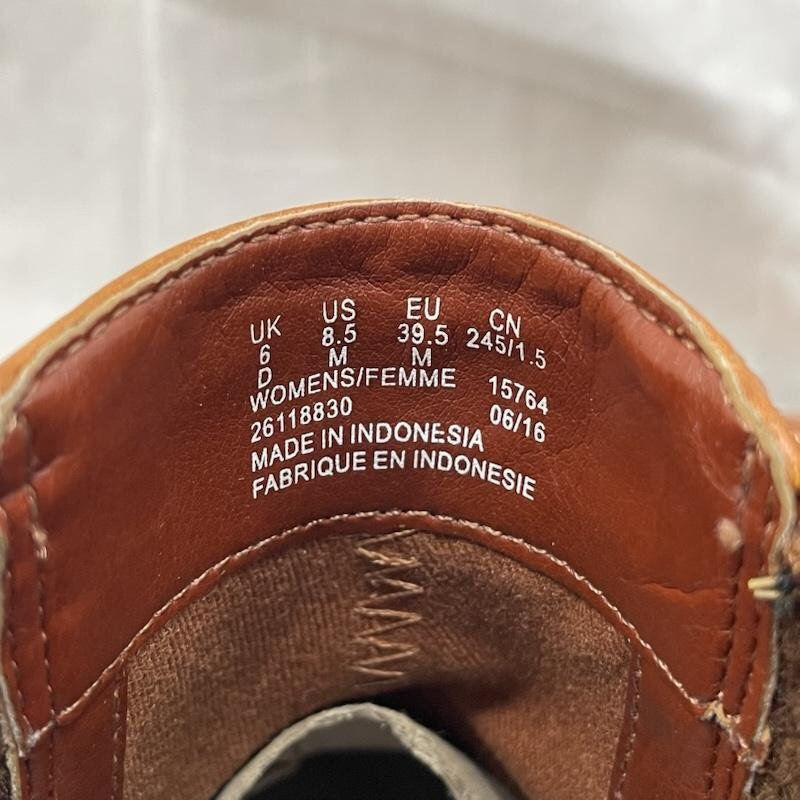 UK US EU CN
6 8.5 39.5 245/1.5
D M M
WOMENS/FEMME 15764
26118830 06/16
MADE IN INDONESIA
FABRIQUE EN INDONESIE